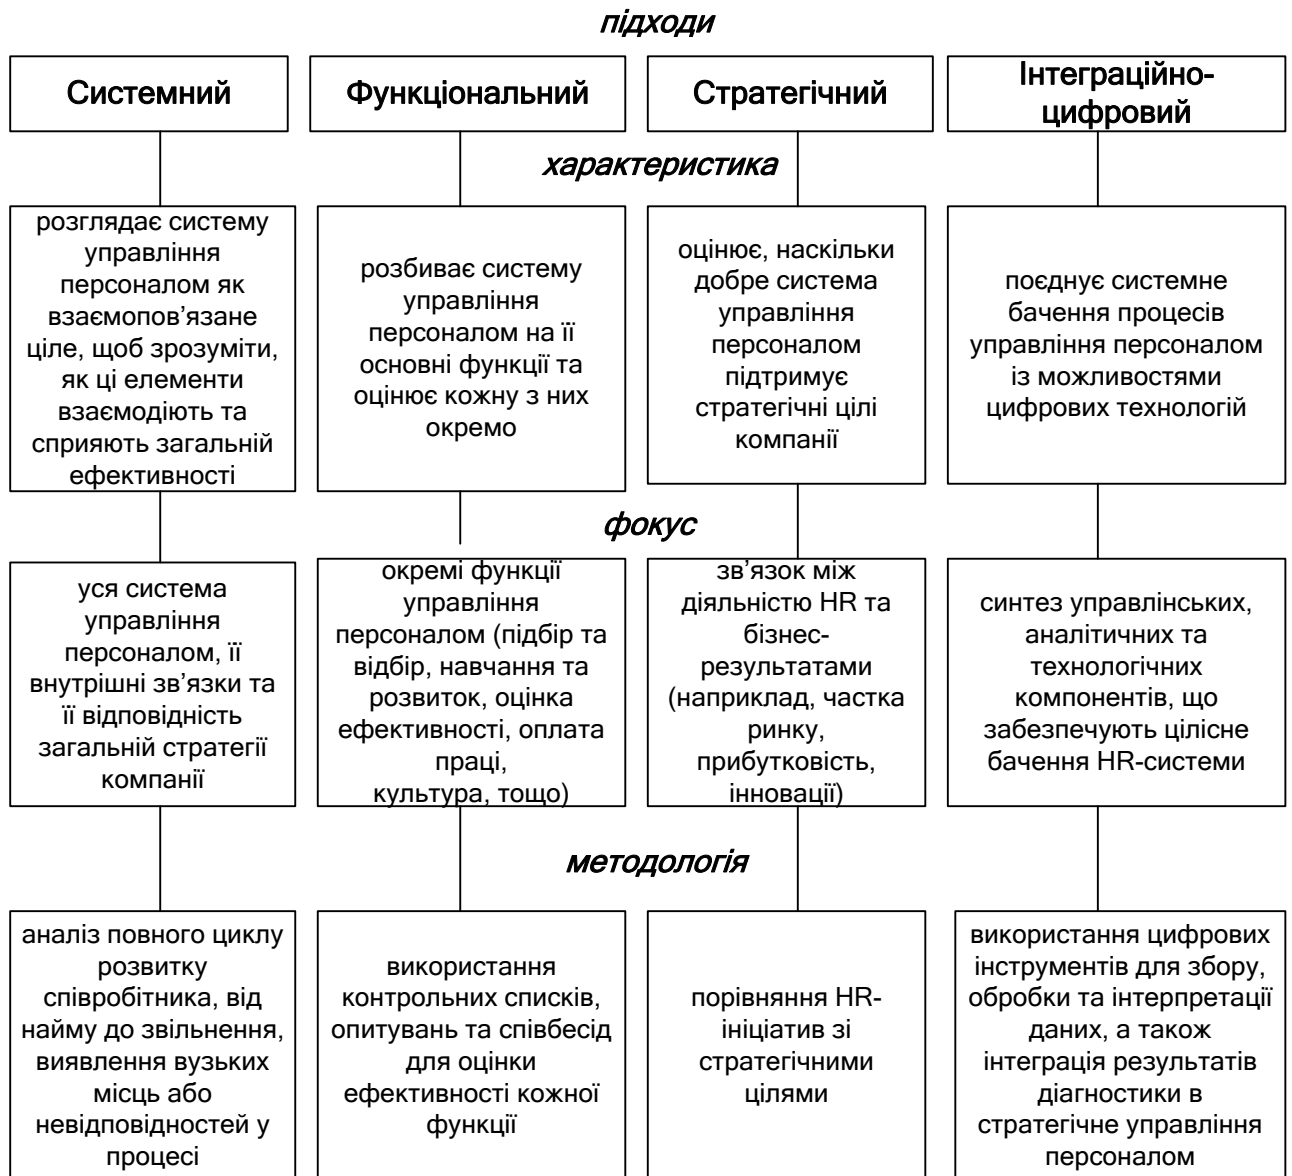 підходи
Системний
Функціональний
Стратегічний
Інтеграційно-
цифровий
характеристика
розглядає систему
управління
персоналом як
взаємопов’язане
ціле, щоб зрозуміти,
як ці елементи
взаємодіють та
сприяють загальній
ефективності
розбиває систему
управління
персоналом на її
основні функції та
оцінює кожну з них
окремо
оцінює, наскільки
добре система
управління
персоналом
підтримує
стратегічні цілі
компанії
поєднує системне
бачення процесів
управління персоналом
із можливостями
цифрових технологій
фокус
уся система
управління
персоналом, її
внутрішні зв’язки та
її відповідність
загальній стратегії
компанії
окремі функції
управління
персоналом (підбір та
відбір, навчання та
розвиток, оцінка
ефективності, оплата
праці,
культура, тощо)
зв’язок між
діяльністю HR та
бізнес-
результатами
(наприклад, частка
ринку,
прибутковість,
інновації)
синтез управлінських,
аналітичних та
технологічних
компонентів, що
забезпечують цілісне
бачення HR-системи
методологія
аналіз повного циклу
розвитку
співробітника, від
найму до звільнення,
виявлення вузьких
місць або
невідповідностей у
процесі
використання
контрольних списків,
опитувань та співбесід
для оцінки
ефективності кожної
функції
порівняння HR-
ініціатив зі
стратегічними
цілями
використання цифрових
інструментів для збору,
обробки та інтерпретації
даних, а також
інтеграція результатів
діагностики в
стратегічне управління
персоналом